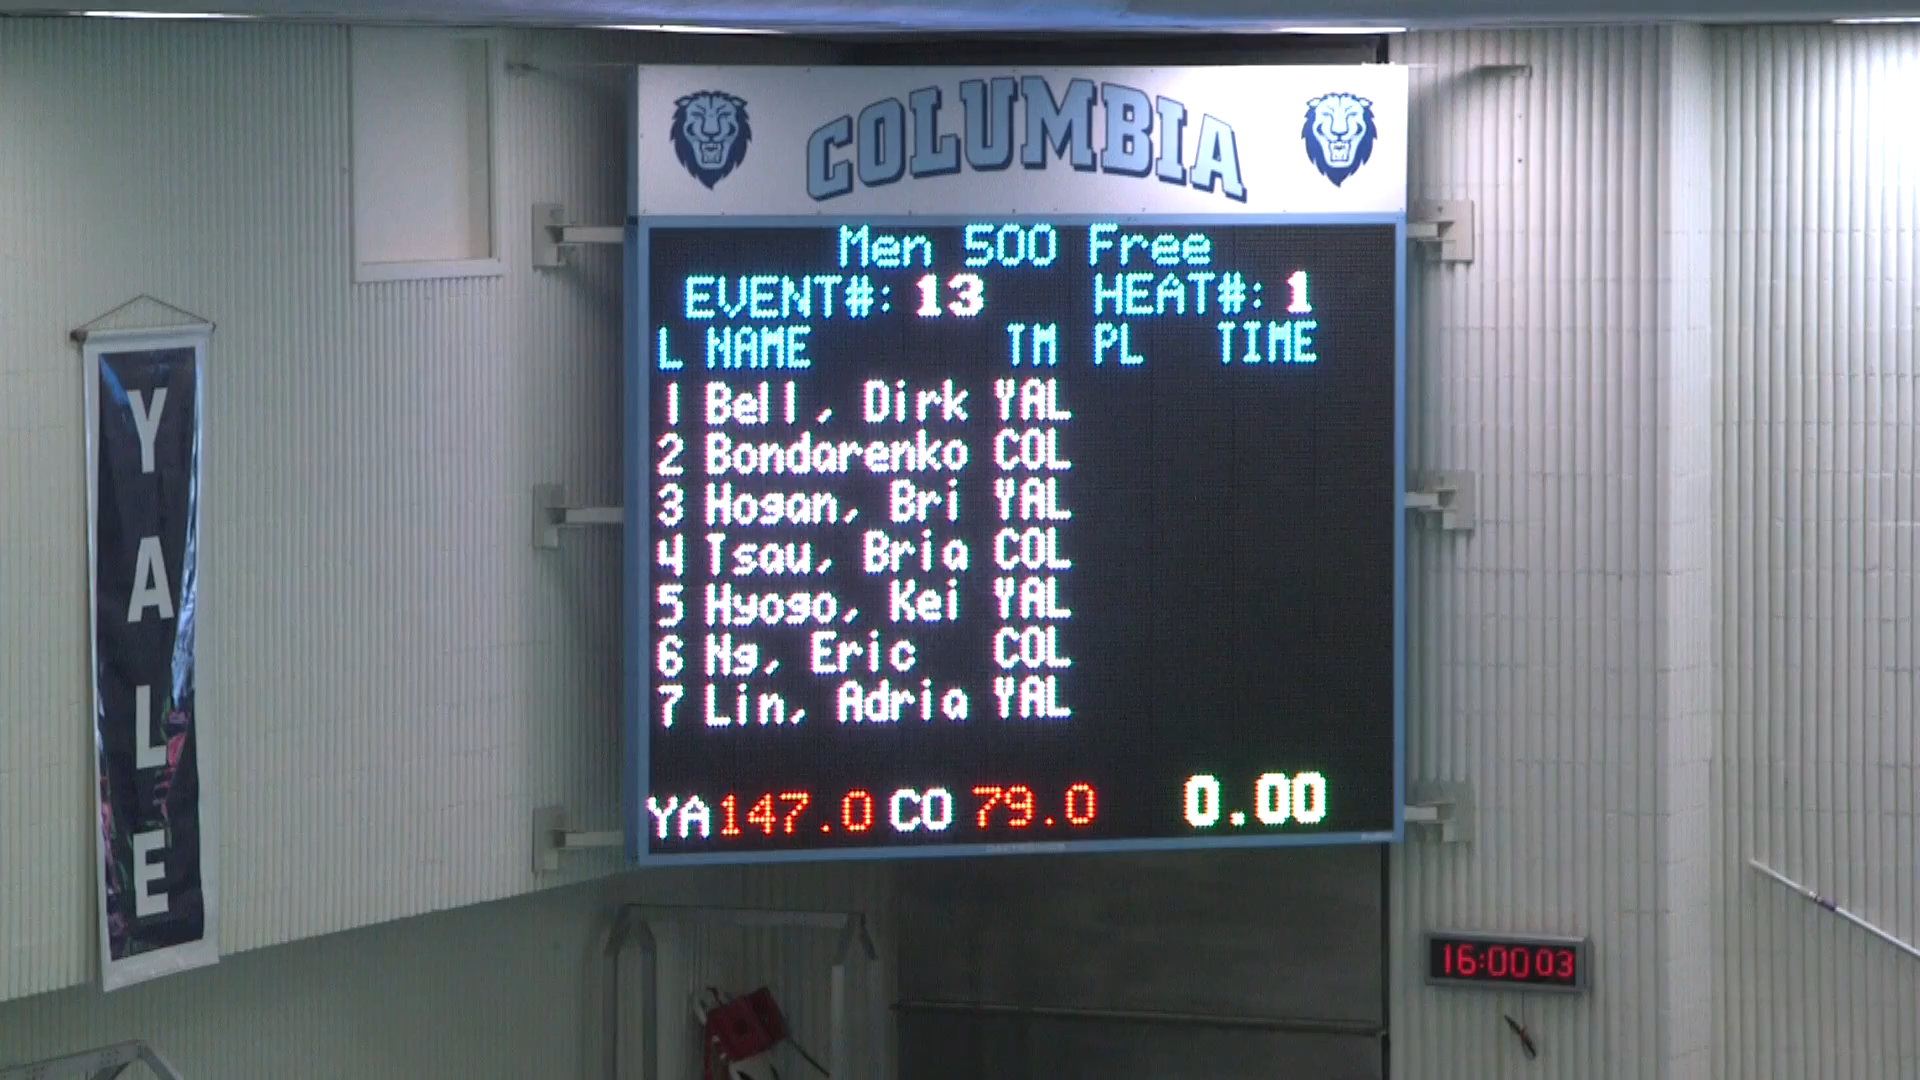 COLUMBIA
Men 500 Free
EVENT#: 13 HEAT#: 1
L NAME TM PL TIME
1 Bell, Dirk YAL
2 Bondarenko COL
3 Hogan, Bri YAL
4 Tsau, Bria COL
5 Hyogo, Kei YAL
6 Ng, Eric COL
7 Lin, Adria YAL
YA 147.0 CO 79.0 0.00
DAKTRONICS
YALE
16:00 03